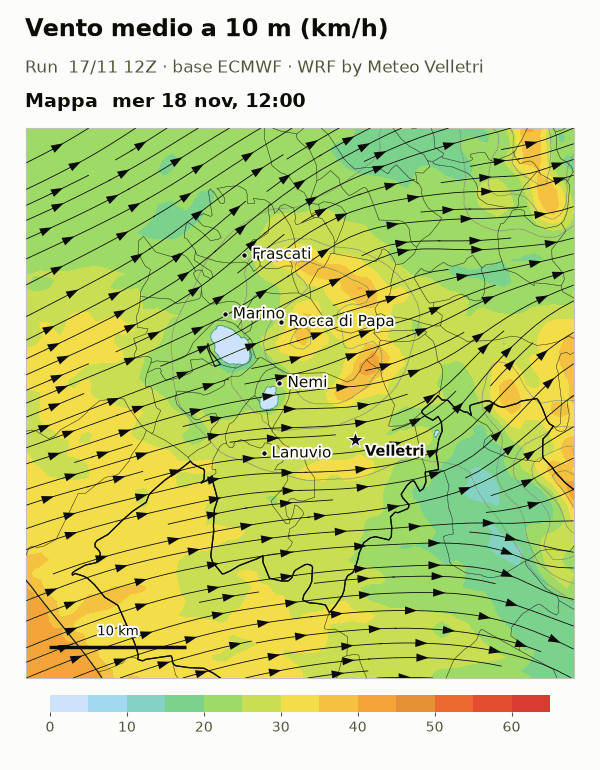 Vento medio a 10 m (km/h)
Run  17/11 12Z · base ECMWF · WRF by Meteo Velletri
Mappa  mer 18 nov, 12:00
Frascati
Marino
Rocca di Papa
Nemi
Velletri
Lanuvio
10 km
0 10 20 30 40 50 60